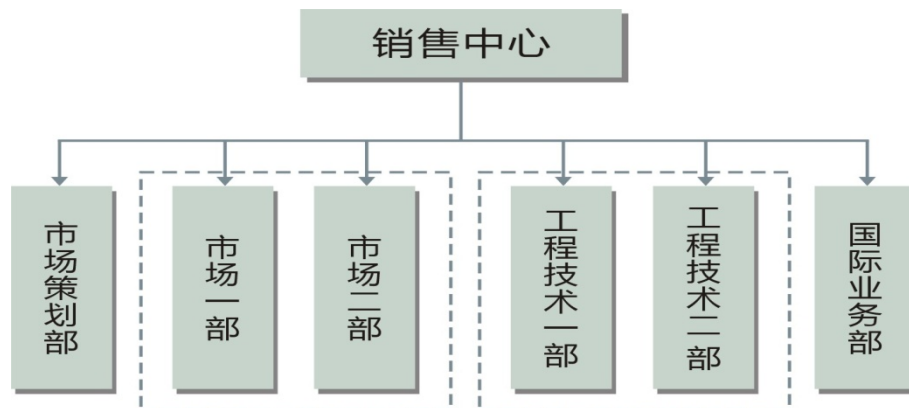 销售中心
市场策划部
市场一部
市场二部
工程技术一部
工程技术二部
国际业务部